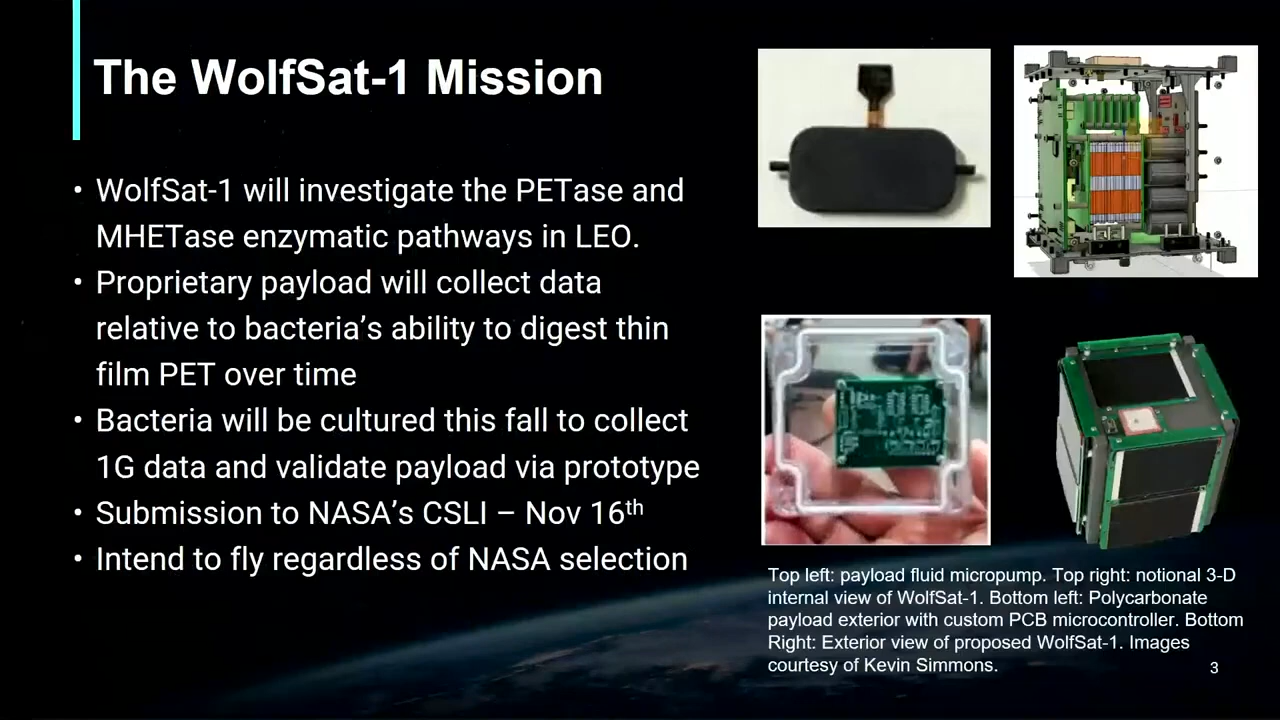 The WolfSat-1 Mission
• WolfSat-1 will investigate the PETase and
MHETase enzymatic pathways in LEO.
• Proprietary payload will collect data
relative to bacteria’s ability to digest thin
film PET over time
• Bacteria will be cultured this fall to collect
1G data and validate payload via prototype
• Submission to NASA’s CSLI – Nov 16th
• Intend to fly regardless of NASA selection
Top left: payload fluid micropump. Top right: notional 3-D
internal view of WolfSat-1. Bottom left: Polycarbonate
payload exterior with custom PCB microcontroller. Bottom
Right: Exterior view of proposed WolfSat-1. Images
courtesy of Kevin Simmons.
3